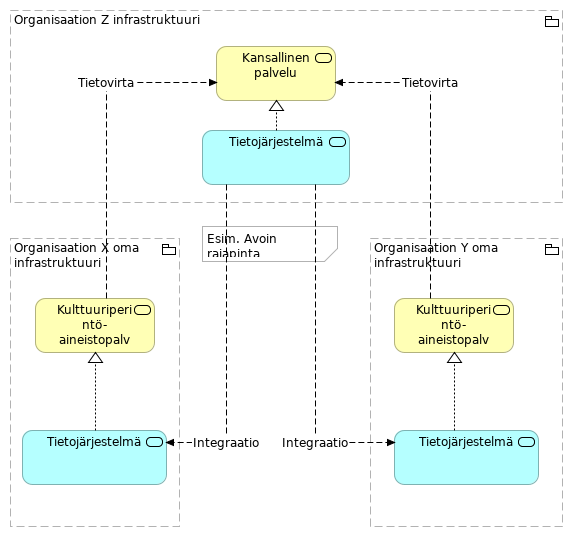 Organisaation Z infrastruktuuri
Kansallinen
palvelu
Tietovirta
Tietovirta
Tietojärjestelmä
Esim. Avoin
rajapinta
Organisaation X oma
infrastruktuuri
Organisaation Y oma
infrastruktuuri
Kulttuuriperi
ntö-
aineistopalv
Kulttuuriperi
ntö-
aineistopalv
Tietojärjestelmä
Integraatio
Integraatio
Tietojärjestelmä